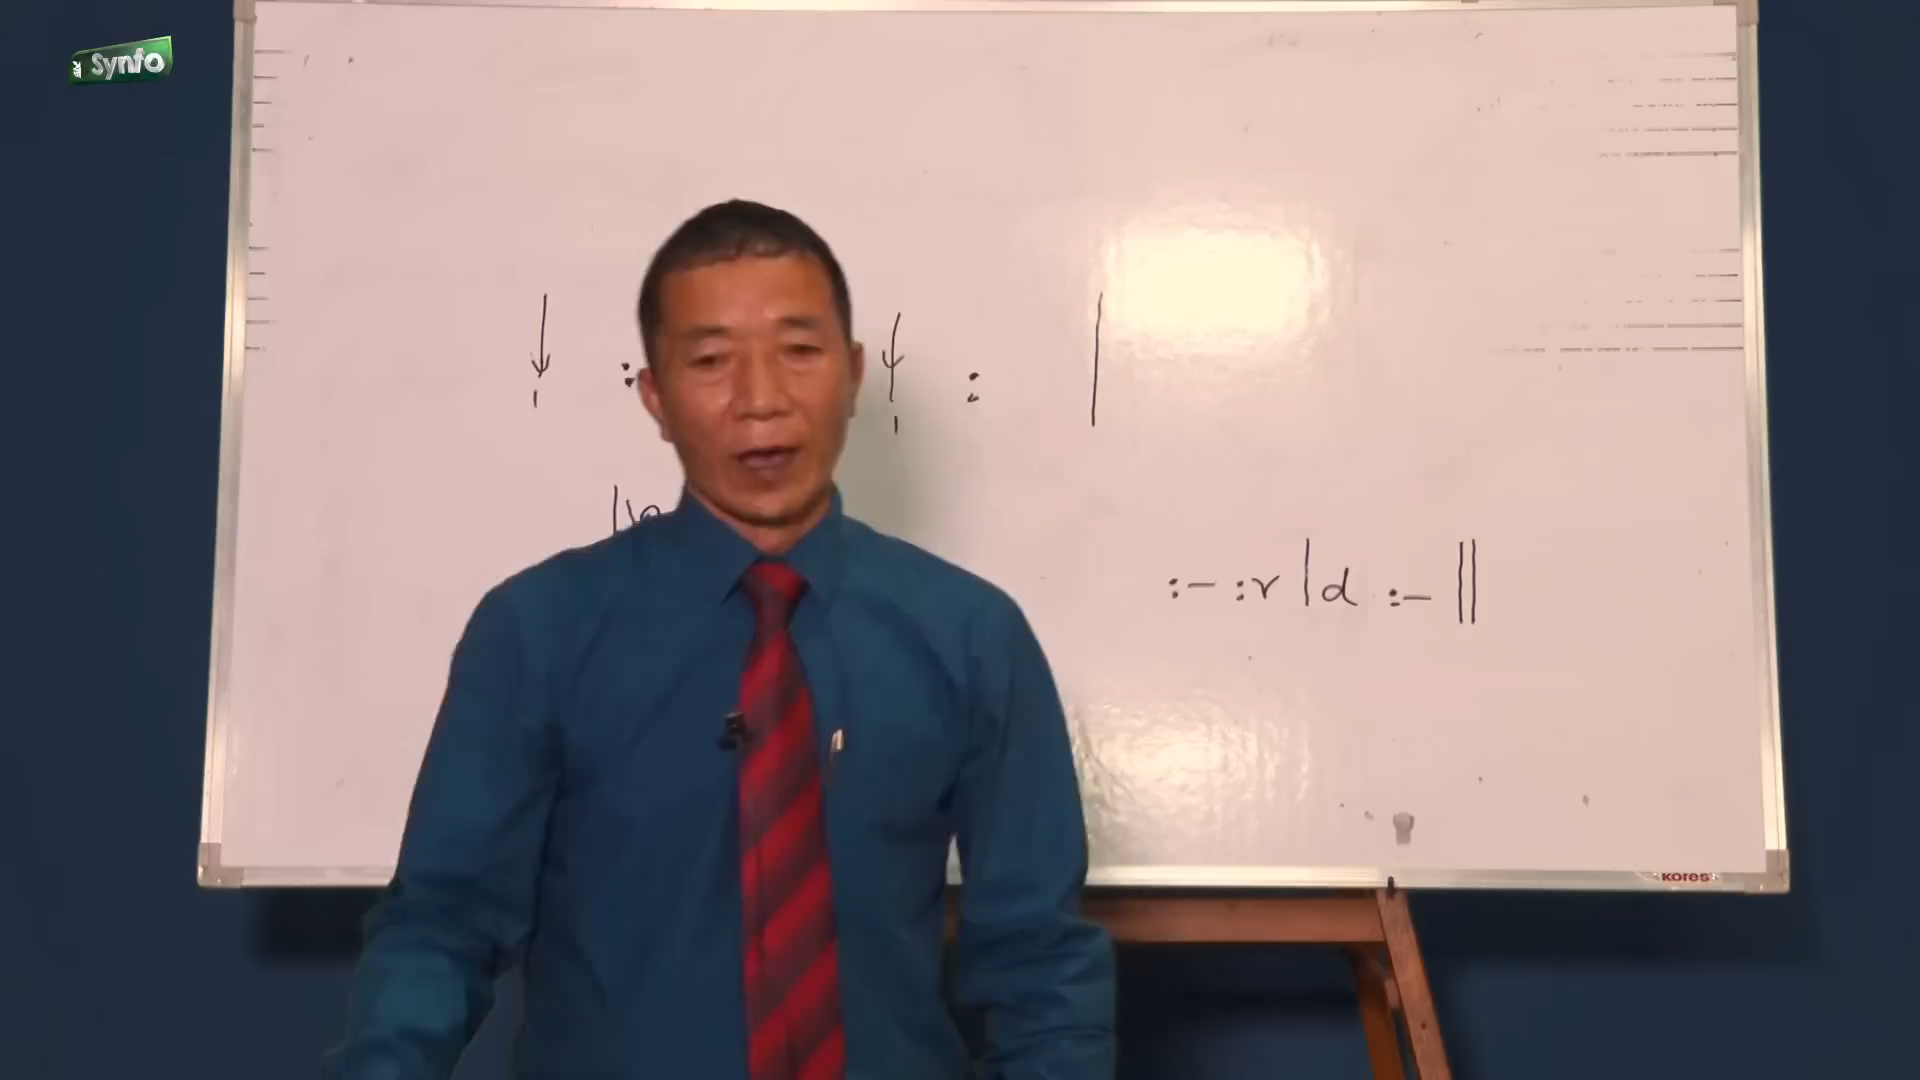 Synfo
: : |
:– :r | d :– ||
kores